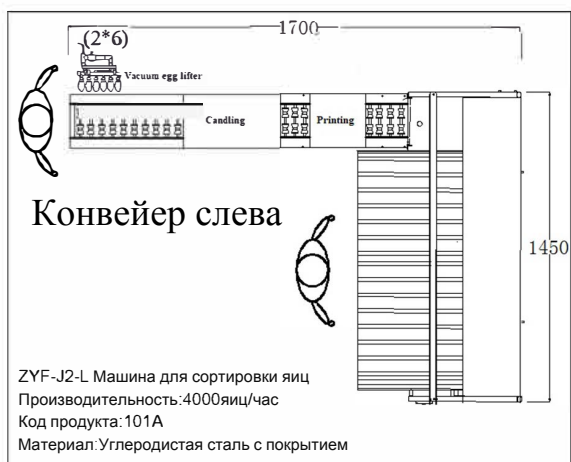 1700
(2*6)
Vacuum egg lifter
Candling
Printing
Конвейер слева
1450
ZYF-J2-L Машина для сортировки яиц
Производительность:4000яиц/час
Код продукта:101A
Материал:Углеродистая сталь с покрытием